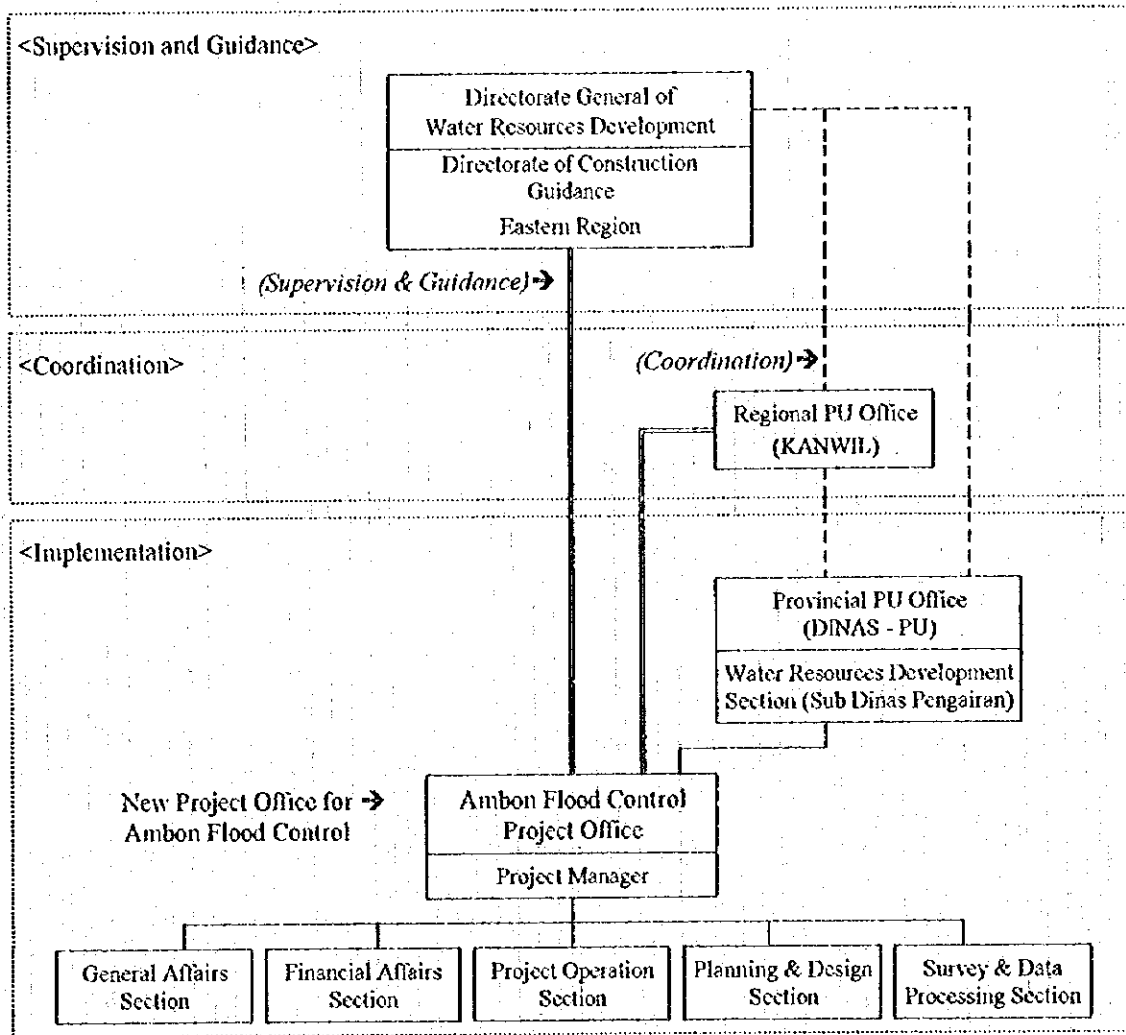 <Supervision and Guidance>
Directorate General of
Water Resources Development
Directorate of Construction
Guidance
Eastern Region
(Supervision & Guidance)→
<Coordination>
(Coordination)→
Regional PU Office
(KANWIL)
<Implementation>
Provincial PU Office
(DINAS - PU)
Water Resources Development
Section (Sub Dinas Pengairan)
New Project Office for →
Ambon Flood Control
Ambon Flood Control
Project Office
Project Manager
General Affairs
Section
Financial Affairs
Section
Project Operation
Section
Planning & Design
Section
Survey & Data
Processing Section